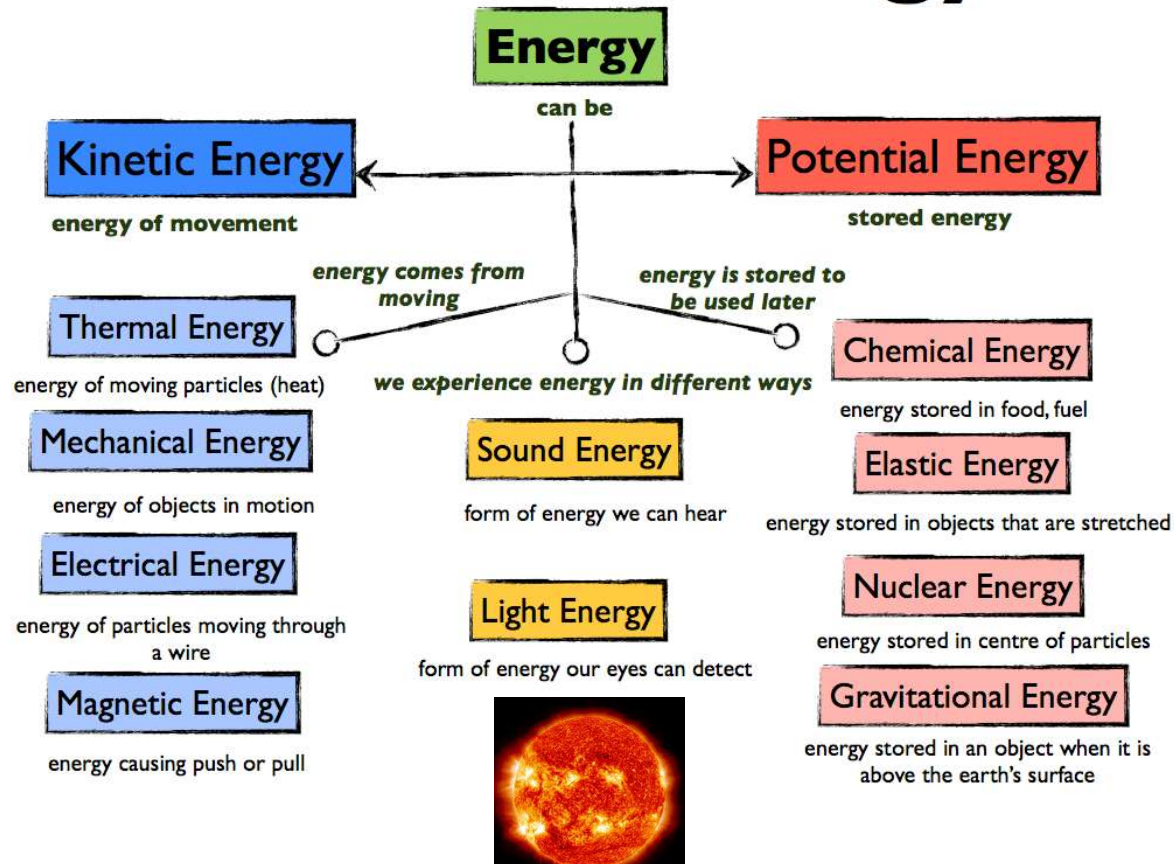 Energy
can be
Kinetic Energy
energy of movement
Potential Energy
stored energy
energy comes from
moving
energy is stored to
be used later
we experience energy in different ways
Thermal Energy
energy of moving particles (heat)
Mechanical Energy
energy of objects in motion
Electrical Energy
energy of particles moving through
a wire
Magnetic Energy
energy causing push or pull
Sound Energy
form of energy we can hear
Light Energy
form of energy our eyes can detect
Chemical Energy
energy stored in food, fuel
Elastic Energy
energy stored in objects that are stretched
Nuclear Energy
energy stored in centre of particles
Gravitational Energy
energy stored in an object when it is
above the earth's surface